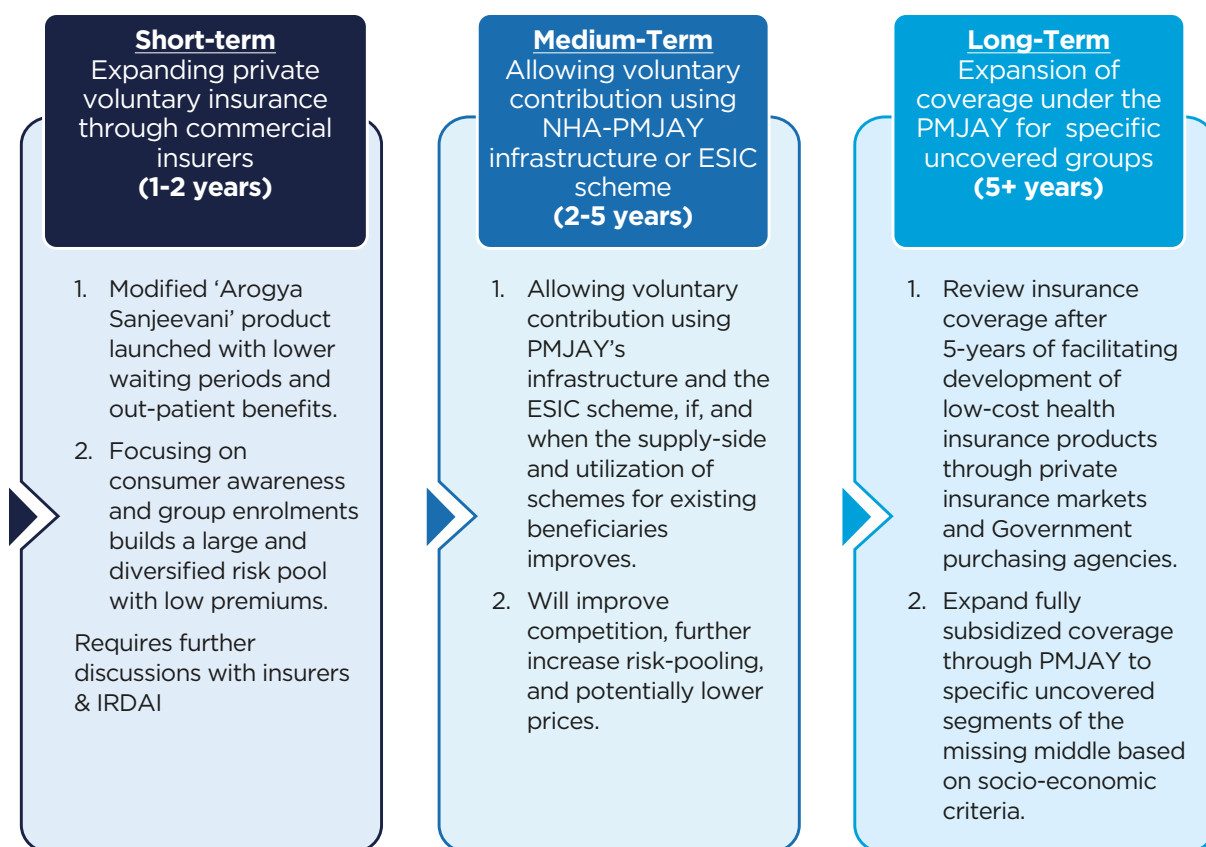 Short-term
Expanding private
voluntary insurance
through commercial
insurers
(1-2 years)
1. Modified ‘Arogya
Sanjeevani’ product
launched with lower
waiting periods and
out-patient benefits.
2. Focusing on
consumer awareness
and group enrolments
builds a large and
diversified risk pool
with low premiums.
Requires further
discussions with insurers
& IRDAI
Medium-Term
Allowing voluntary
contribution using
NHA-PMJAY
infrastructure or ESIC
scheme
(2-5 years)
1. Allowing voluntary
contribution using
PMJAY’s
infrastructure and the
ESIC scheme, if, and
when the supply-side
and utilization of
schemes for existing
beneficiaries
improves.
2. Will improve
competition, further
increase risk-pooling,
and potentially lower
prices.
Long-Term
Expansion of
coverage under the
PMJAY for specific
uncovered groups
(5+ years)
1. Review insurance
coverage after
5-years of facilitating
development of
low-cost health
insurance products
through private
insurance markets
and Government
purchasing agencies.
2. Expand fully
subsidized coverage
through PMJAY to
specific uncovered
segments of the
missing middle based
on socio-economic
criteria.